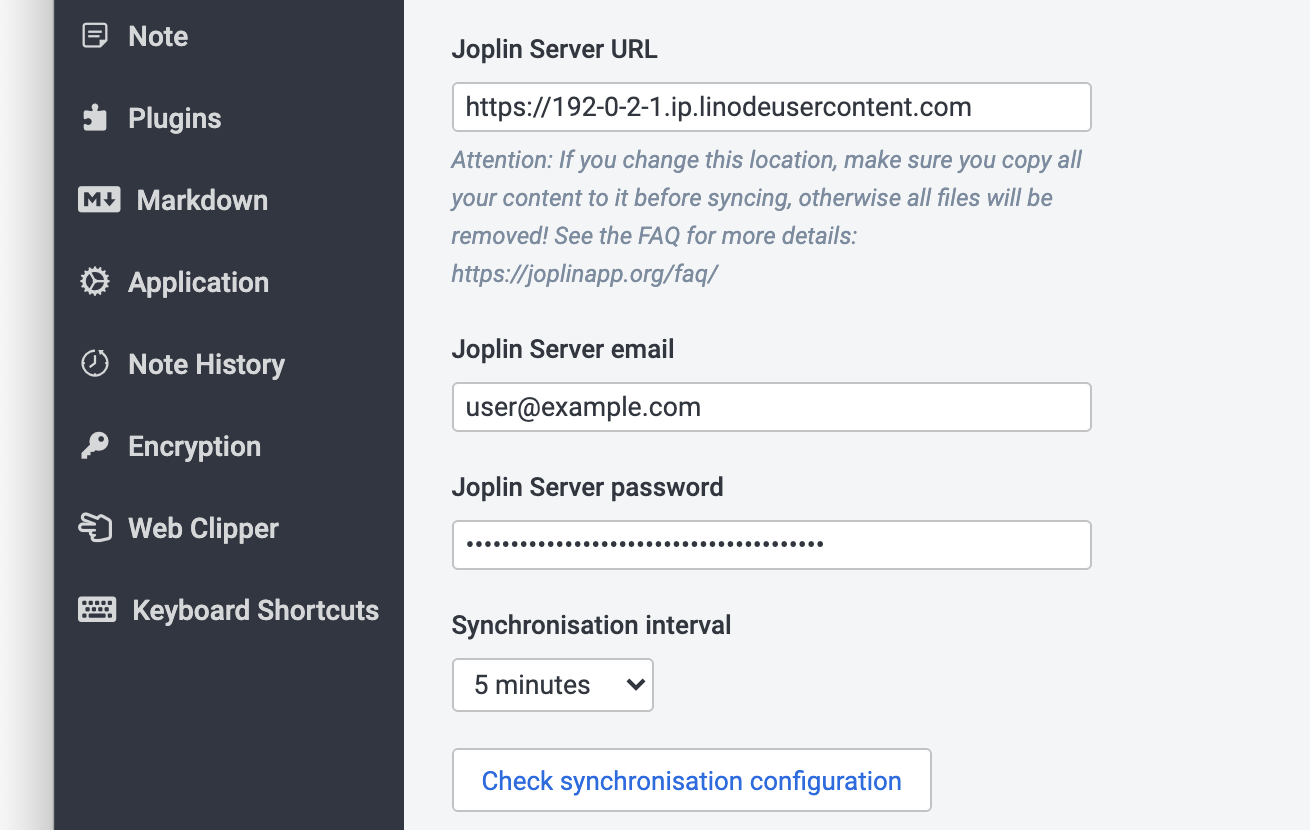 Note
Plugins
M↓ Markdown
Application
Note History
Encryption
Web Clipper
Keyboard Shortcuts
Joplin Server URL
https://192-0-2-1.ip.linodeusercontent.com
Attention: If you change this location, make sure you copy all
your content to it before syncing, otherwise all files will be
removed! See the FAQ for more details:
https://joplinapp.org/faq/
Joplin Server email
user@example.com
Joplin Server password
••••••••••••••••••••••••••••••••••••••••
Synchronisation interval
5 minutes
Check synchronisation configuration